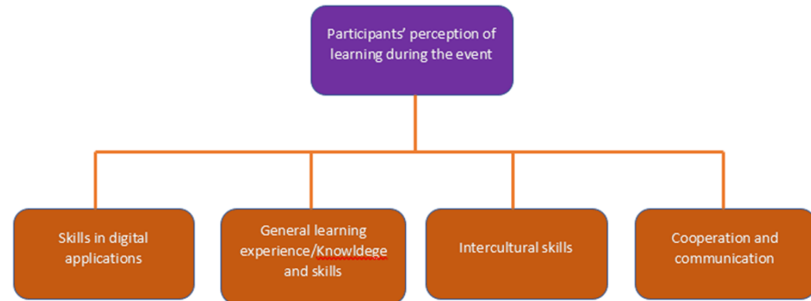 Participants' perception of
learning during the event
Skills in digital
applications
General learning
experience/Knowldege
and skills
Intercultural skills
Cooperation and
communication